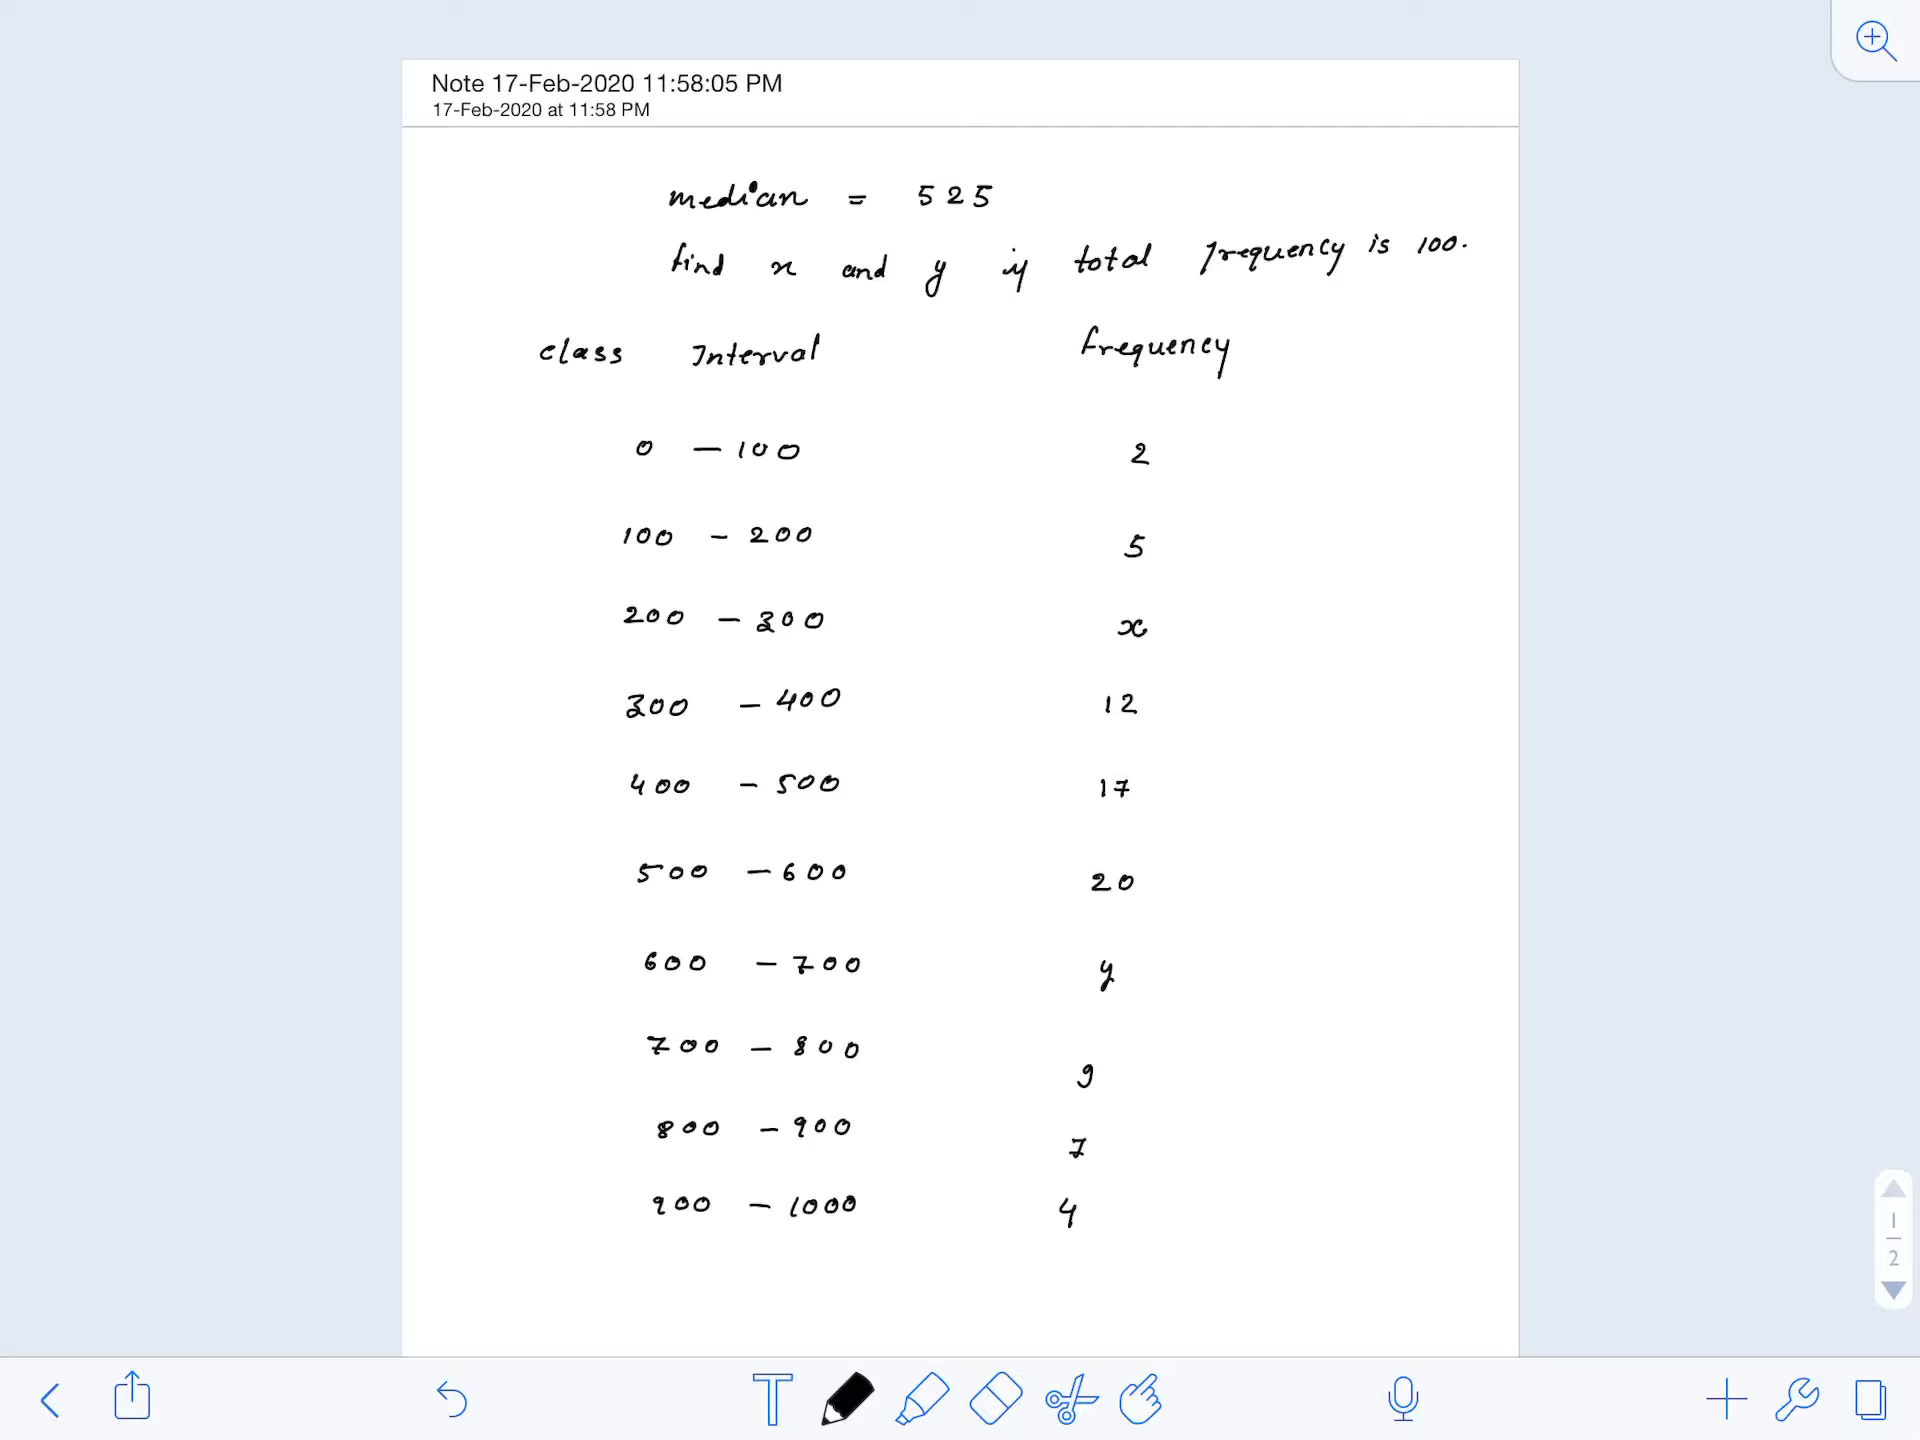 Note 17-Feb-2020 11:58:05 PM
17-Feb-2020 at 11:58 PM
median = 525
find x and y if total frequency is 100.
class Interval frequency
0 - 100 2
100 - 200 5
200 - 300 x
300 - 400 12
400 - 500 17
500 - 600 20
600 - 700 y
700 - 800 9
800 - 900 7
900 - 1000 4
1
2
T